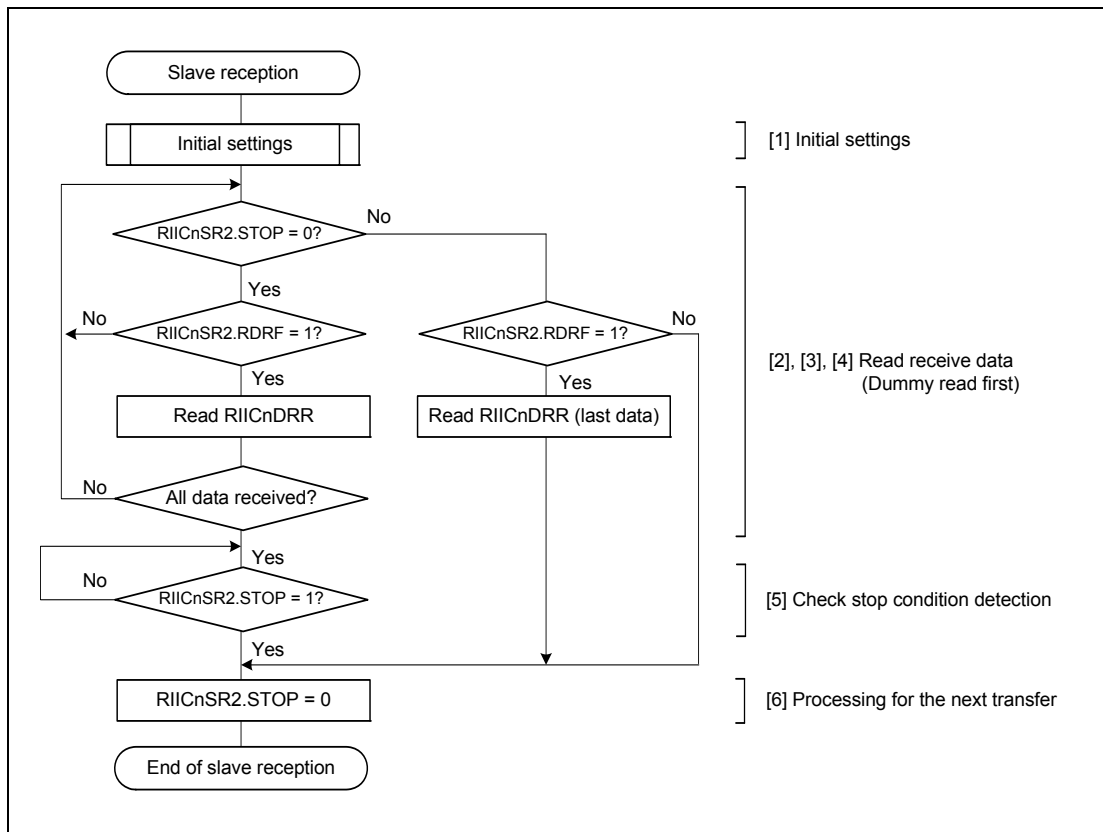 Slave reception
Initial settings
[1] Initial settings
RIICnSR2.STOP = 0?
No
Yes
RIICnSR2.RDRF = 1?
No
Yes
RIICnSR2.RDRF = 1?
No
Yes
[2], [3], [4] Read receive data
(Dummy read first)
Read RIICnDRR
Read RIICnDRR (last data)
All data received?
No
Yes
RIICnSR2.STOP = 1?
No
Yes
[5] Check stop condition detection
RIICnSR2.STOP = 0
[6] Processing for the next transfer
End of slave reception